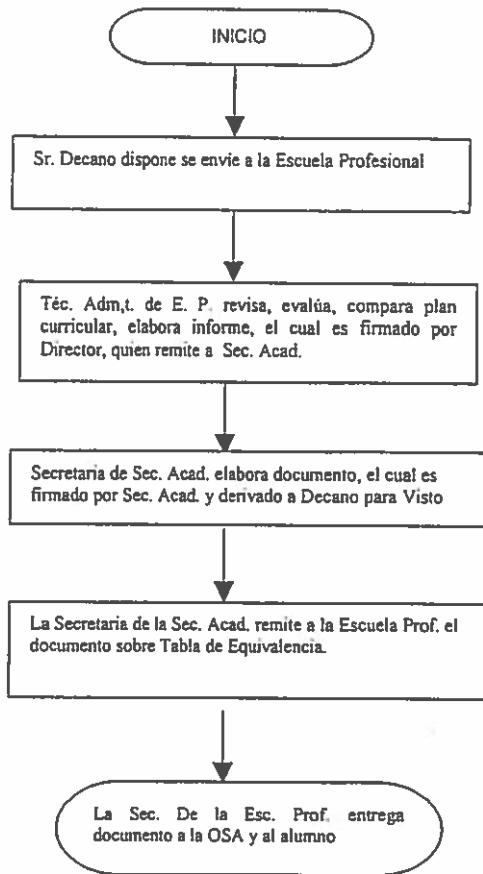 INICIO
Sr. Decano dispone se envie a la Escuela Profesional
Téc. Adm,t. de E. P. revisa, evalúa, compara plan
curricular, elabora informe, el cual es firmado por
Director, quien remite a Sec. Acad.
Secretaria de Sec. Acad. elabora documento, el cual es
firmado por Sec. Acad. y derivado a Decano para Visto
La Secretaria de la Sec. Acad. remite a la Escuela Prof. el
documento sobre Tabla de Equivalencia.
La Sec. De la Esc. Prof. entrega
documento a la OSA y al alumno